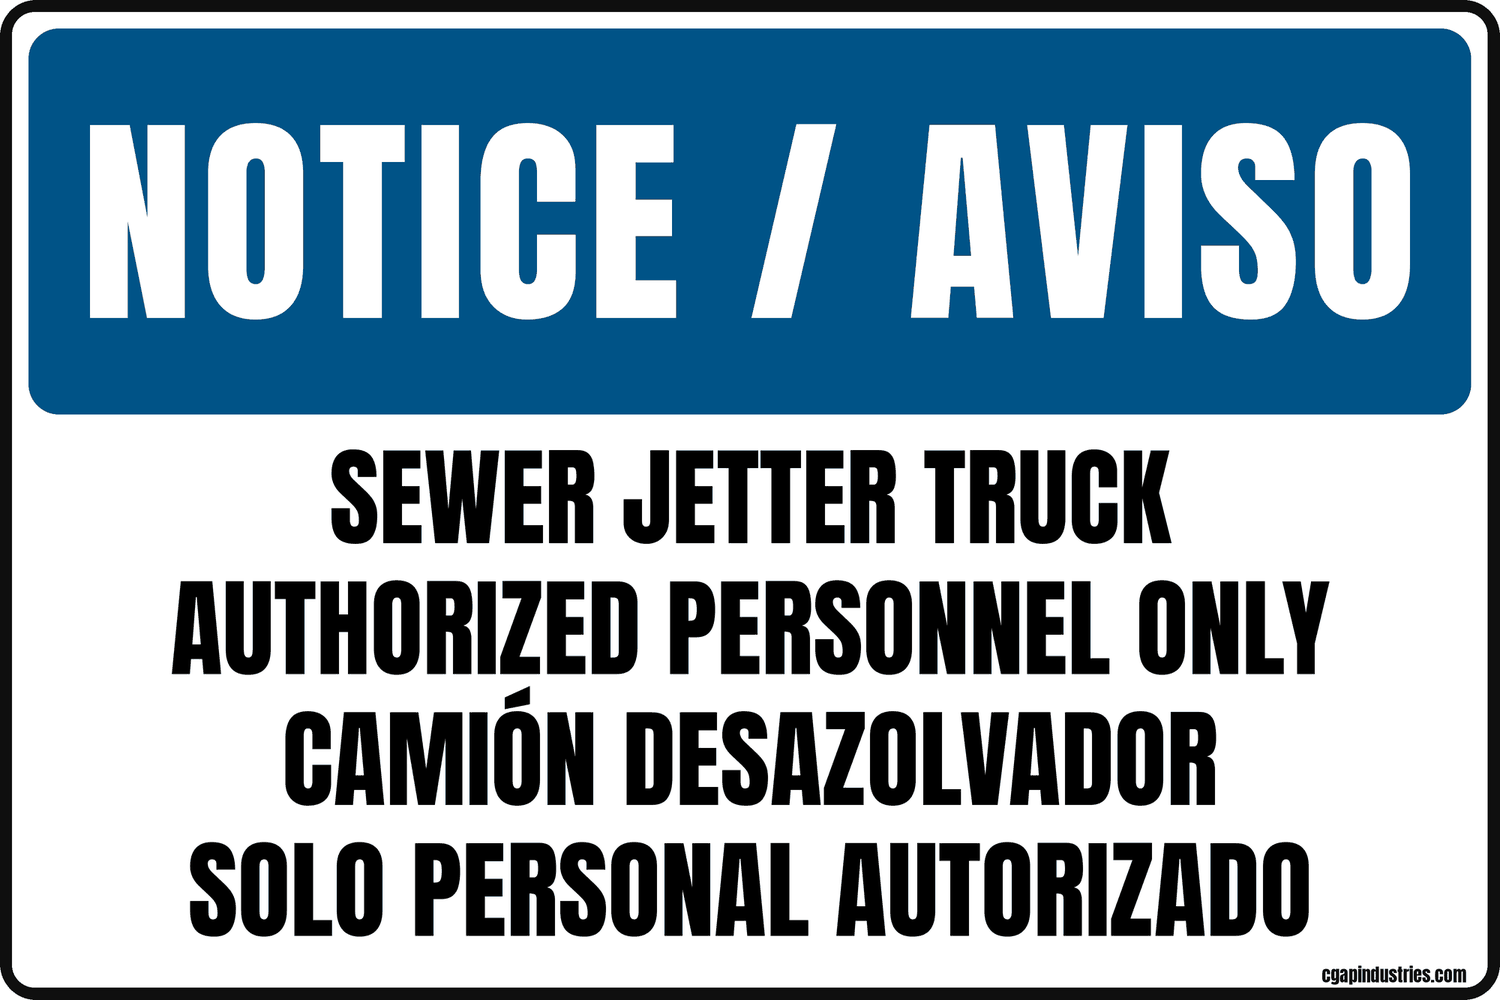 NOTICE / AVISO
SEWER JETTER TRUCK
AUTHORIZED PERSONNEL ONLY
CAMIÓN DESAZOLVADOR
SOLO PERSONAL AUTORIZADO
cgapindustries.com